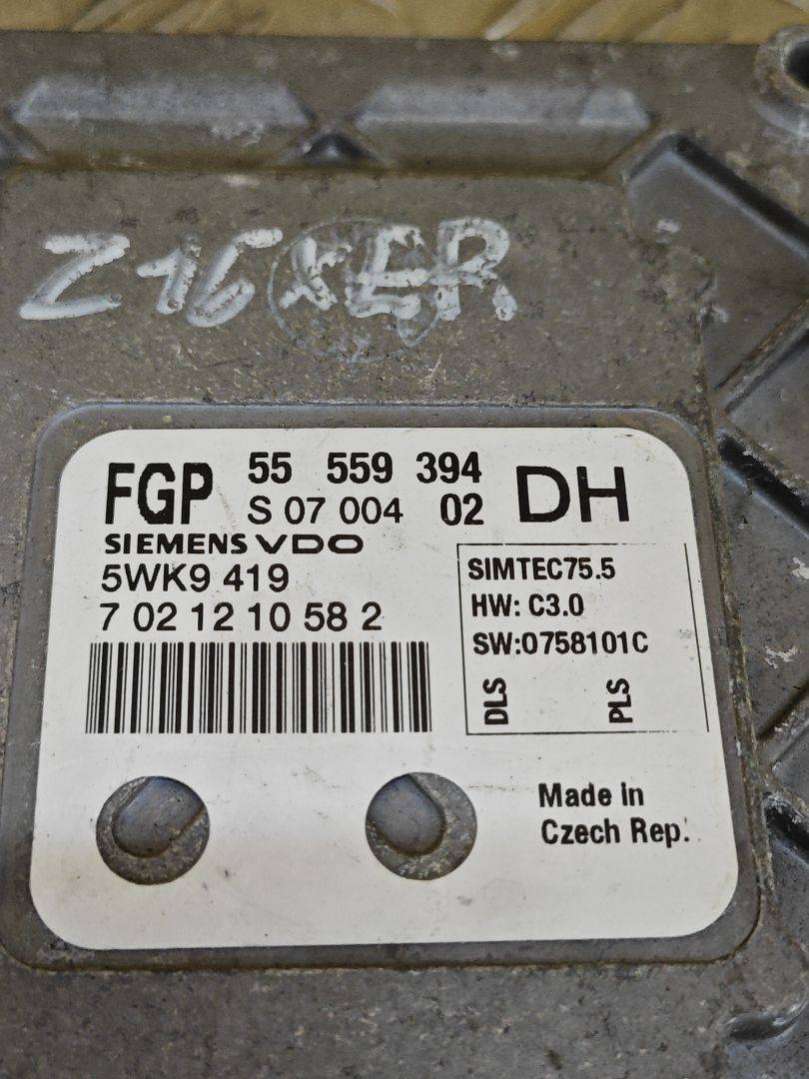 Z16XER
FGP 55 559 394 DH
S 07 004 02
SIEMENS VDO
5WK9 419
7 02 12 10 58 2
SIMTEC75.5
HW: C3.0
SW:0758101C
DLS PLS
Made in
Czech Rep.